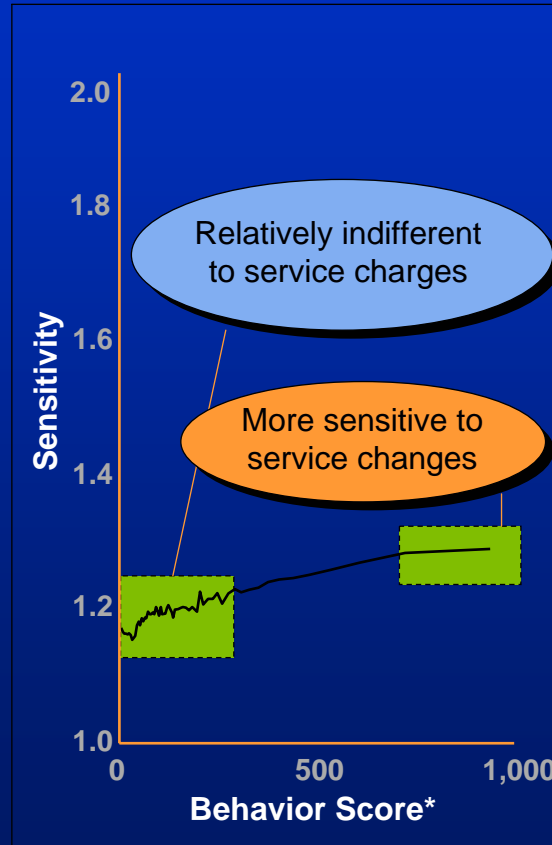 2.0
1.8
Relatively indifferent
to service charges
1.6
Sensitivity
More sensitive to
service changes
1.4
1.2
1.0
0
500
1,000
Behavior Score*